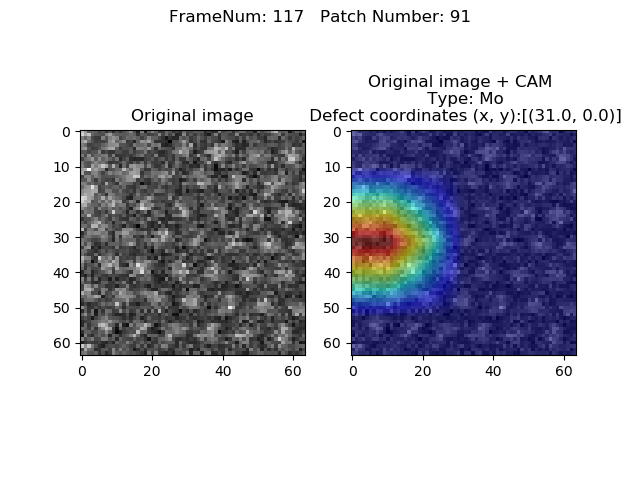 FrameNum: 117   Patch Number: 91
Original image
Original image + CAM
Type: Mo
Defect coordinates (x, y):[(31.0, 0.0)]
0
10
20
30
40
50
60
0 20 40 60
0
10
20
30
40
50
60
0 20 40 60